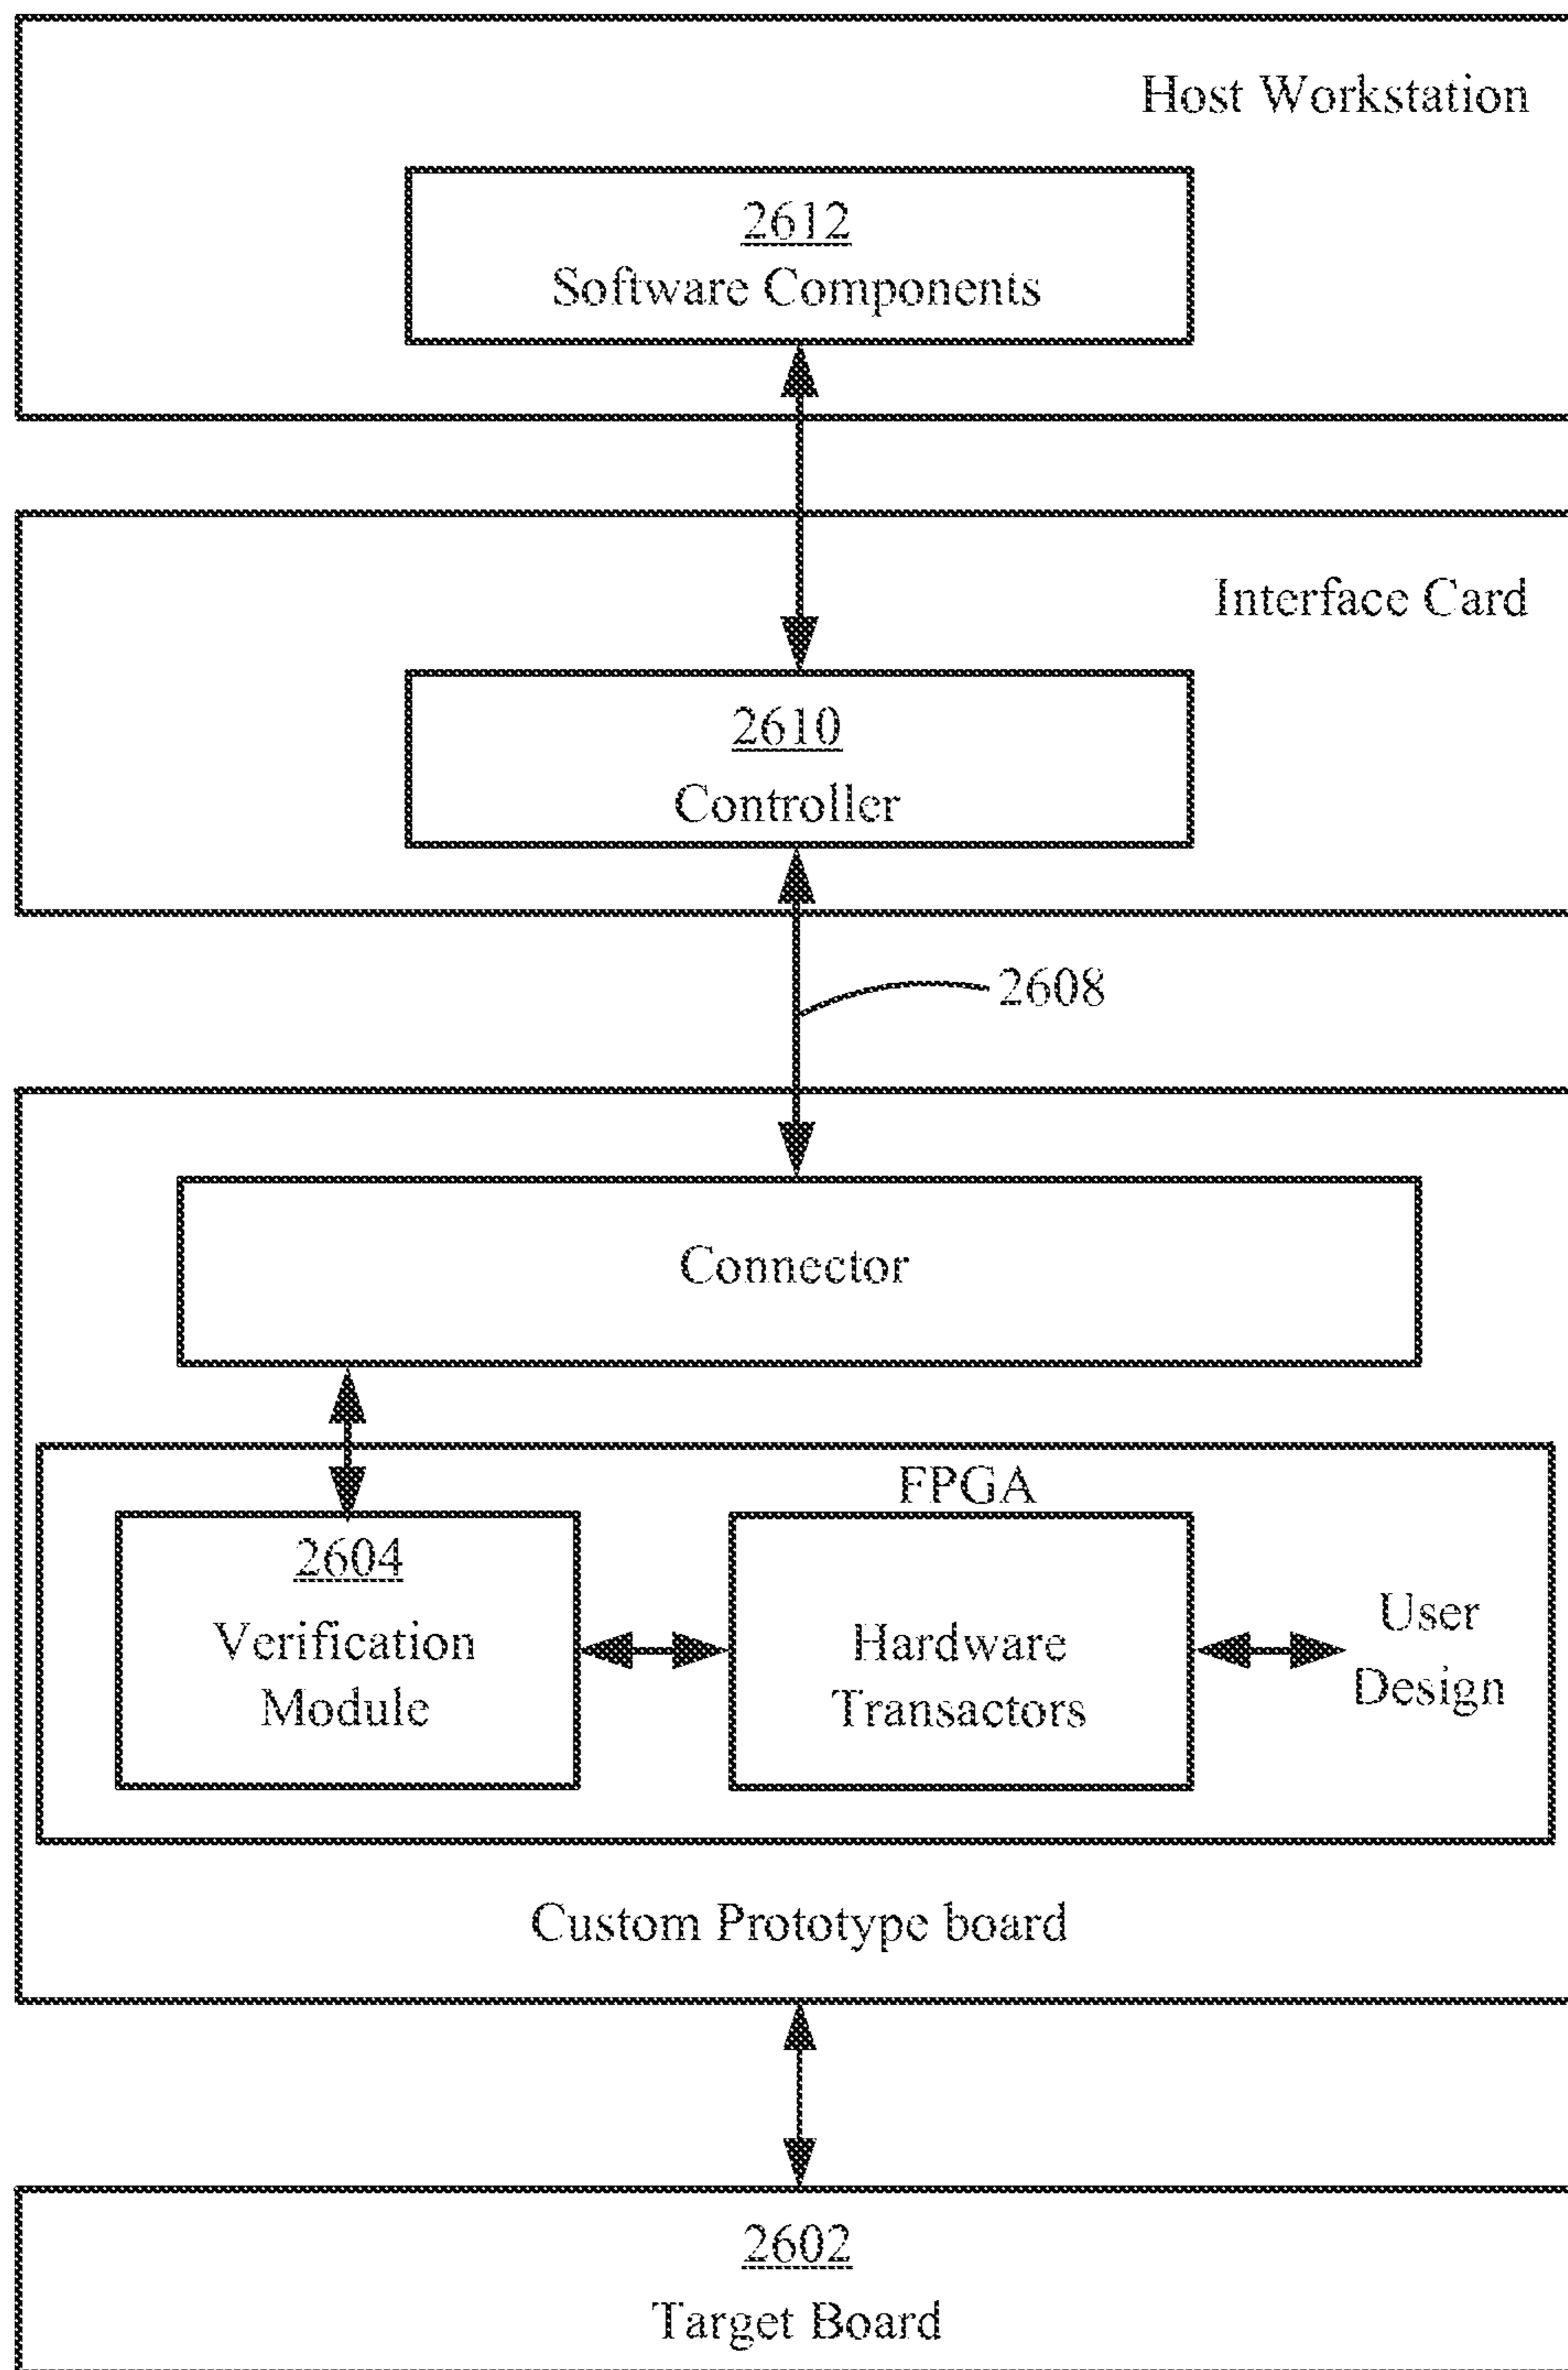 Host Workstation
2612
Software Components
Interface Card
2610
Controller
2608
Connector
FPGA
2604
Verification
Module
Hardware
Transactors
User
Design
Custom Prototype board
2602
Target Board